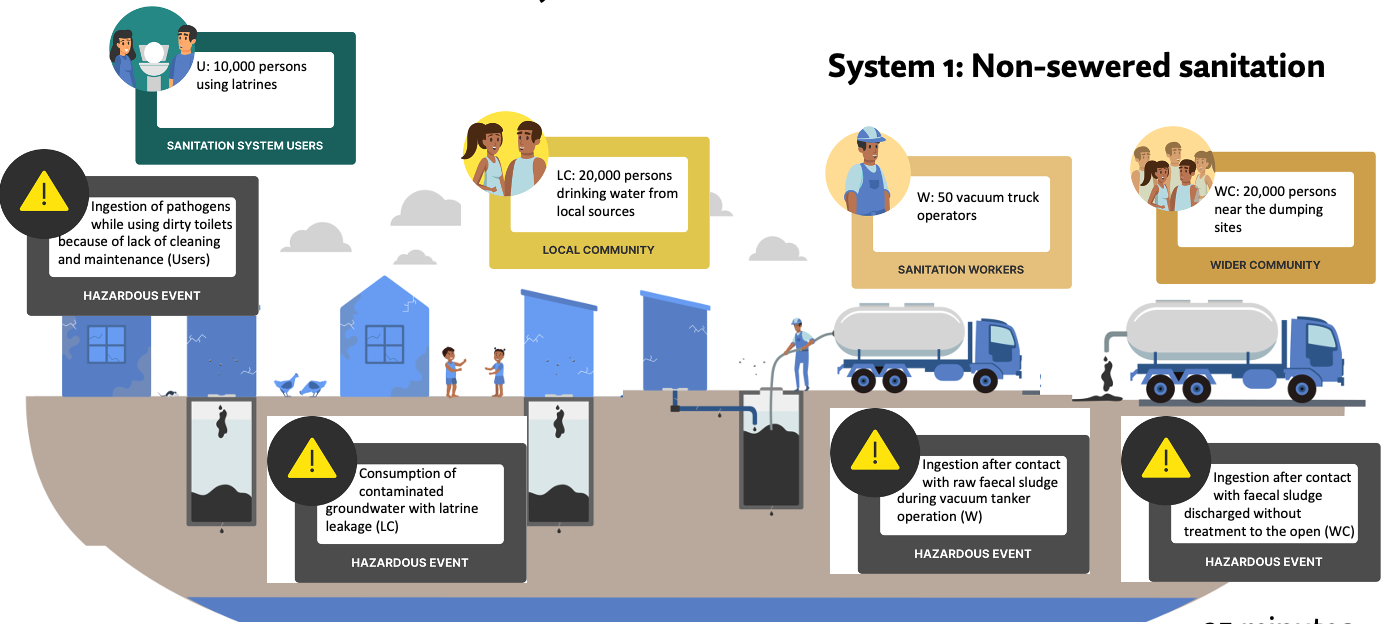 System 1: Non-sewered sanitation
U: 10,000 persons
using latrines
SANITATION SYSTEM USERS
Ingestion of pathogens
while using dirty toilets
because of lack of cleaning
and maintenance (Users)
HAZARDOUS EVENT
LC: 20,000 persons
drinking water from
local sources
LOCAL COMMUNITY
W: 50 vacuum truck
operators
SANITATION WORKERS
WC: 20,000 persons
near the dumping
sites
WIDER COMMUNITY
Consumption of
contaminated
groundwater with latrine
leakage (LC)
HAZARDOUS EVENT
Ingestion after contact
with raw faecal sludge
during vacuum tanker
operation (W)
HAZARDOUS EVENT
Ingestion after contact
with faecal sludge
discharged without
treatment to the open (WC)
HAZARDOUS EVENT